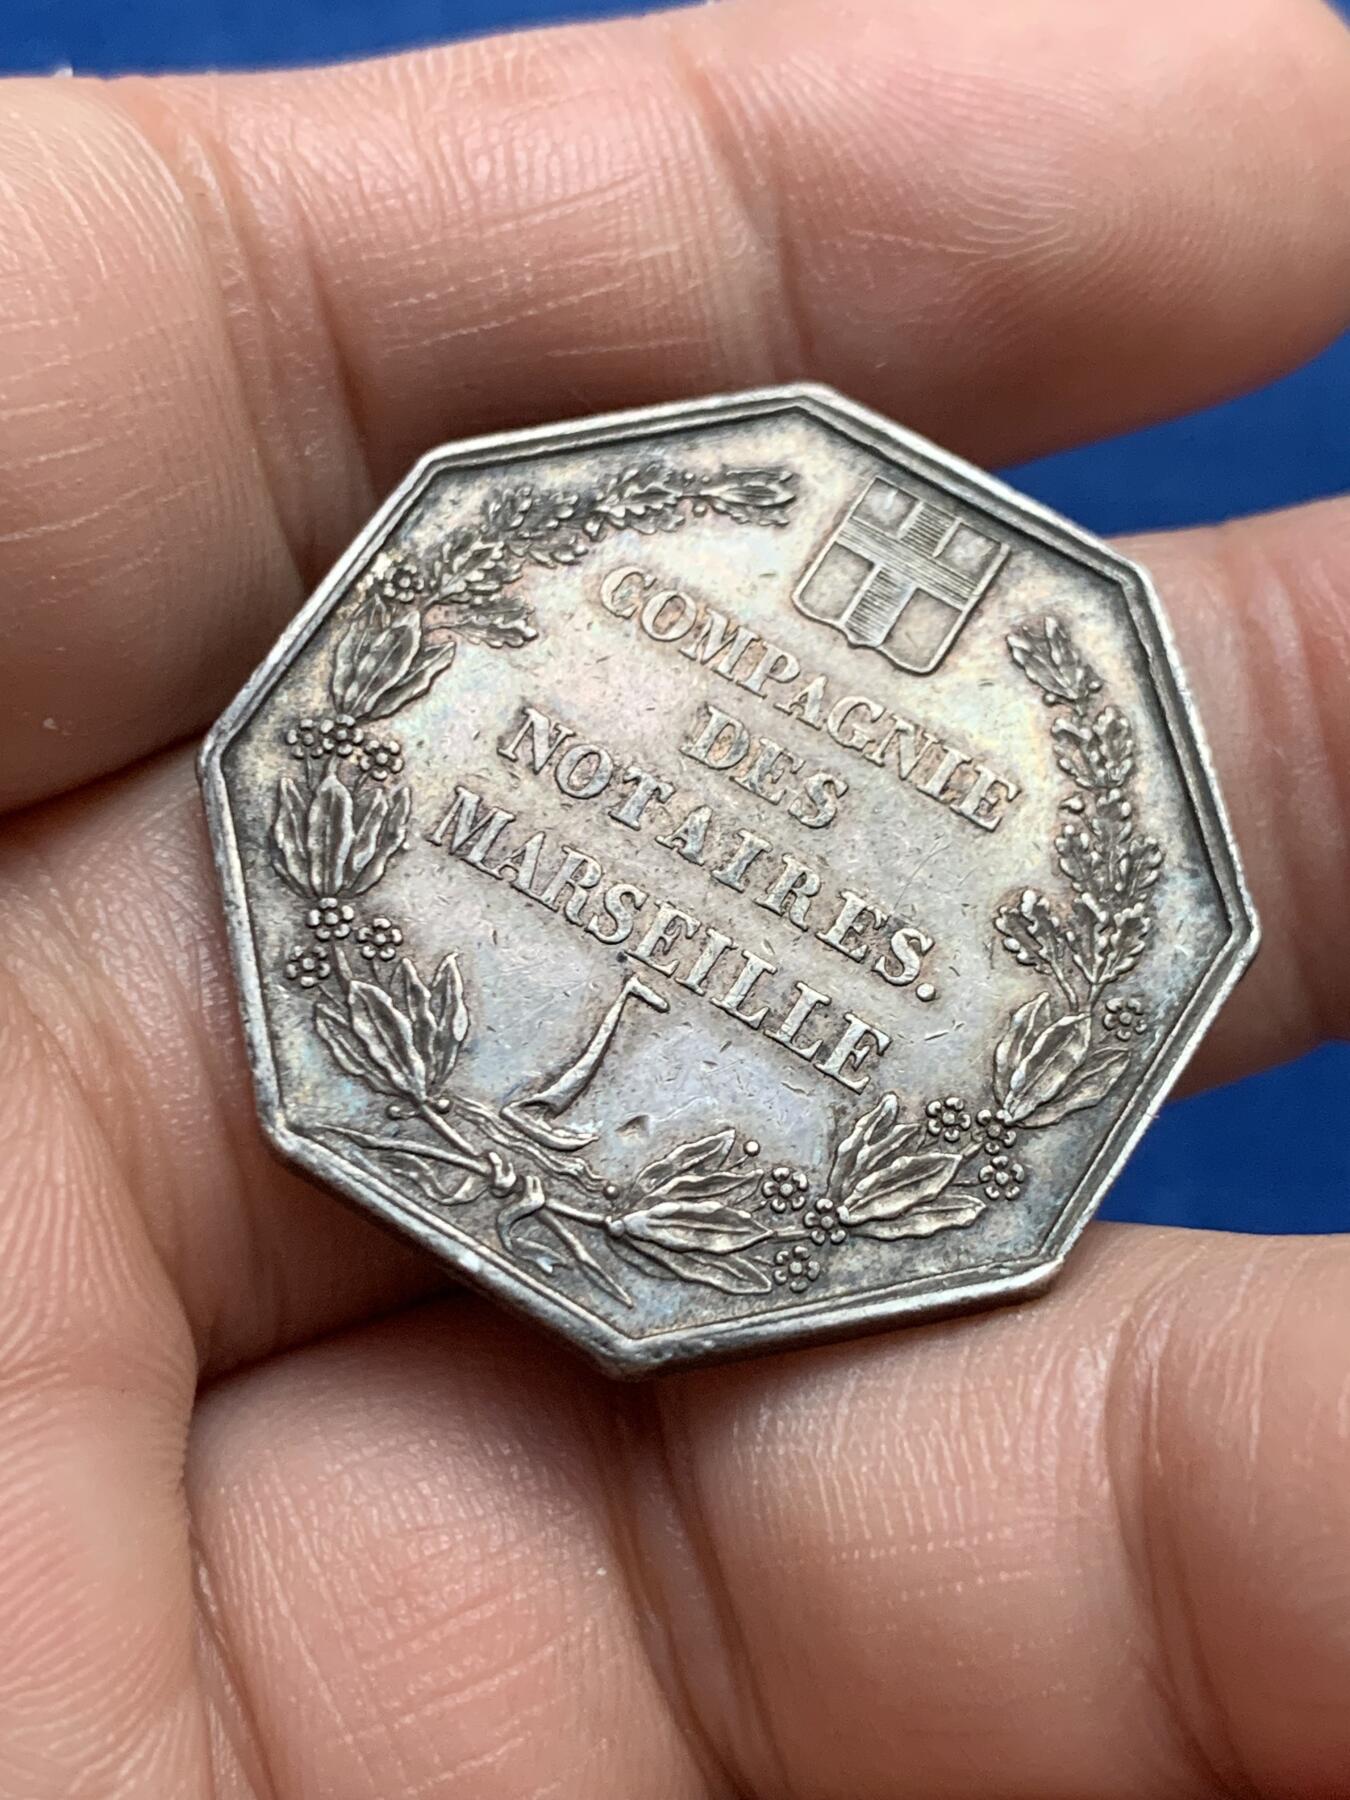 COMPAGNIE
DES
NOTAIRES.
MARSEILLE